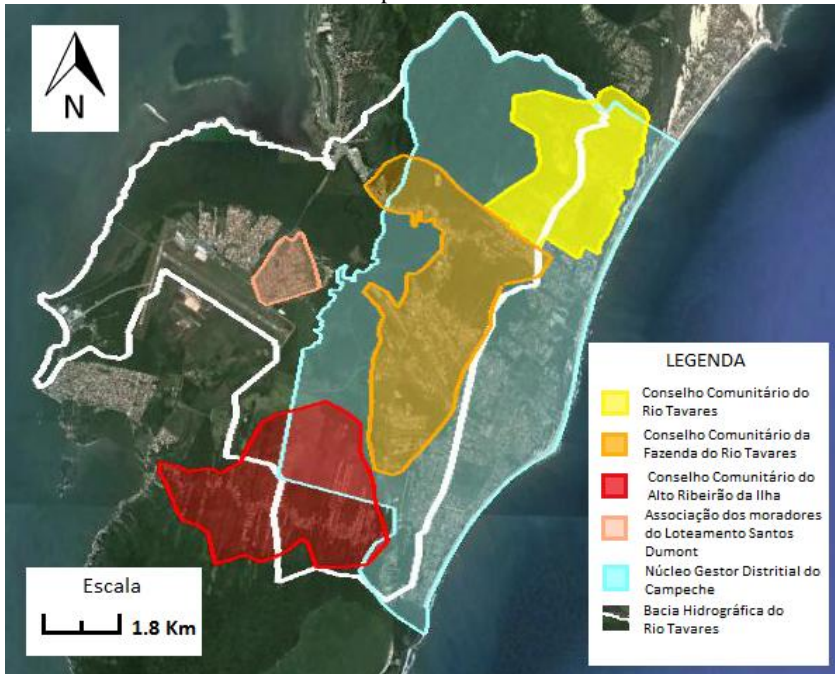 N
LEGENDA
Conselho Comunitário do
Rio Tavares
Conselho Comunitário da
Fazenda do Rio Tavares
Conselho Comunitário do
Alto Ribeirão da Ilha
Associação dos moradores
do Loteamento Santos
Dumont
Núcleo Gestor Distritial do
Campeche
Bacia Hidrográfica do
Rio Tavares
Escala
1.8 Km